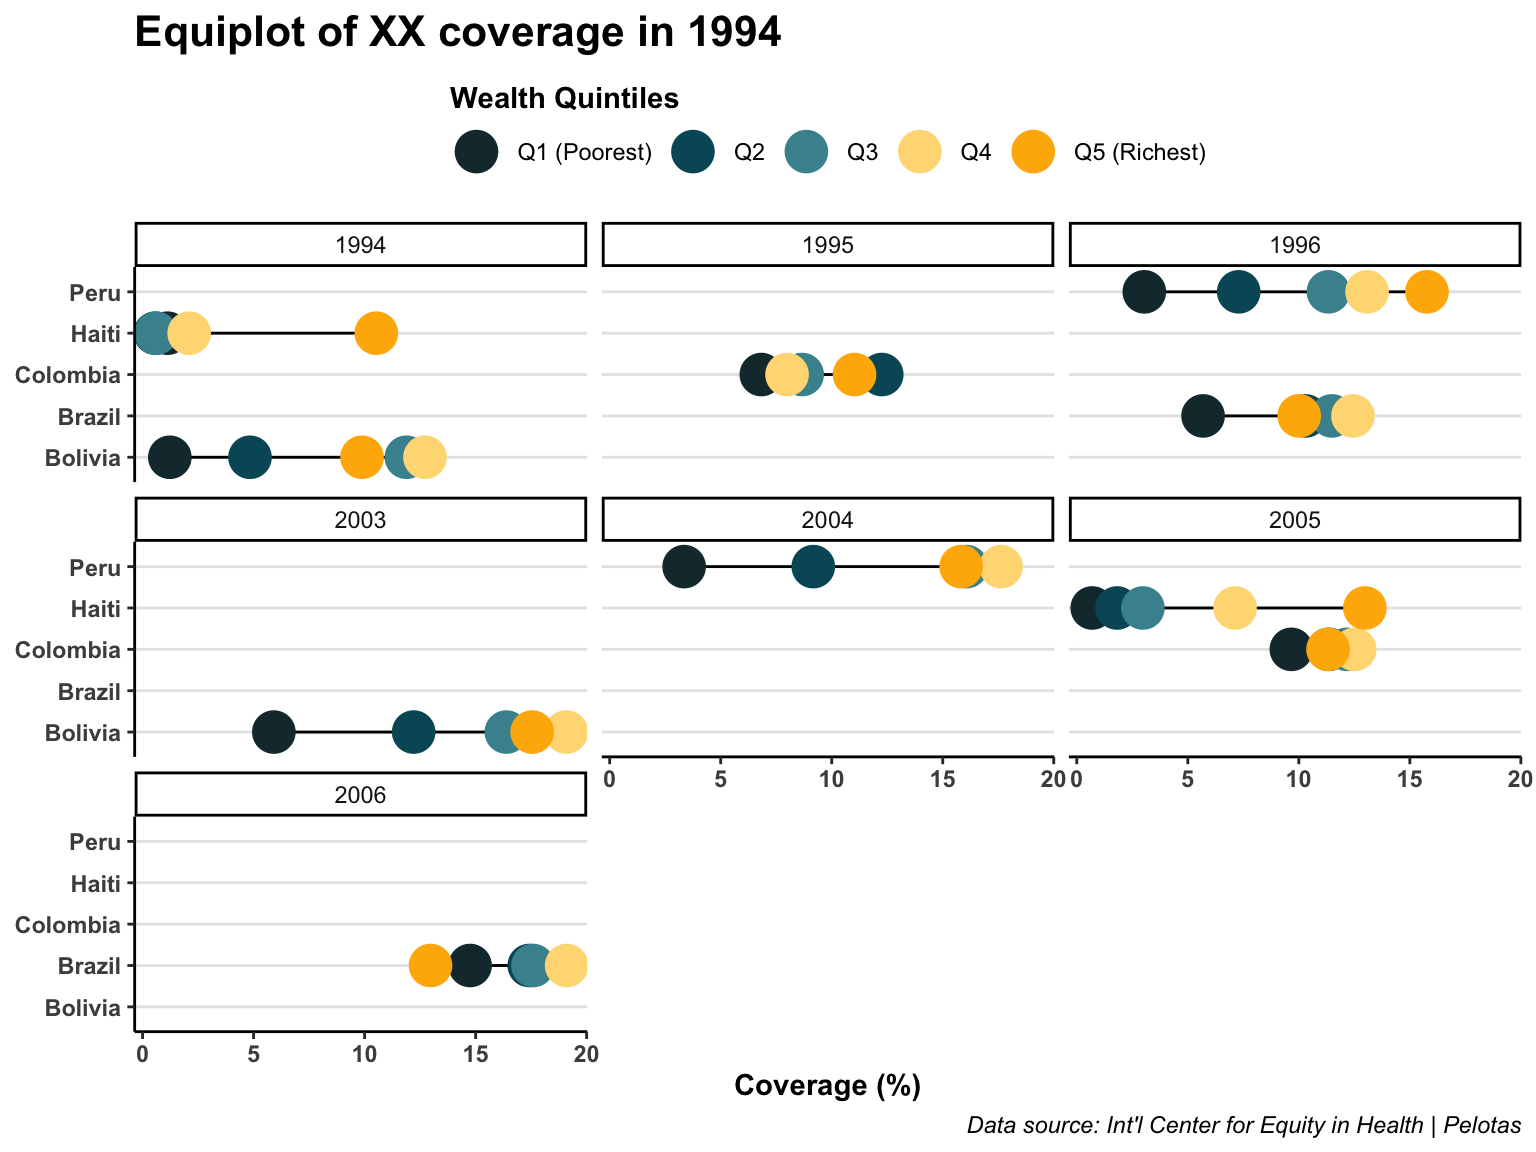 Equiplot of XX coverage in 1994
Wealth Quintiles
Q1 (Poorest) Q2 Q3 Q4 Q5 (Richest)
1994 1995 1996
Peru
Haiti
Colombia
Brazil
Bolivia
2003 2004 2005
Peru
Haiti
Colombia
Brazil
Bolivia
0 5 10 15 20 0 5 10 15 20
2006
Peru
Haiti
Colombia
Brazil
Bolivia
0 5 10 15 20
Coverage (%)
Data source: Int'l Center for Equity in Health | Pelotas